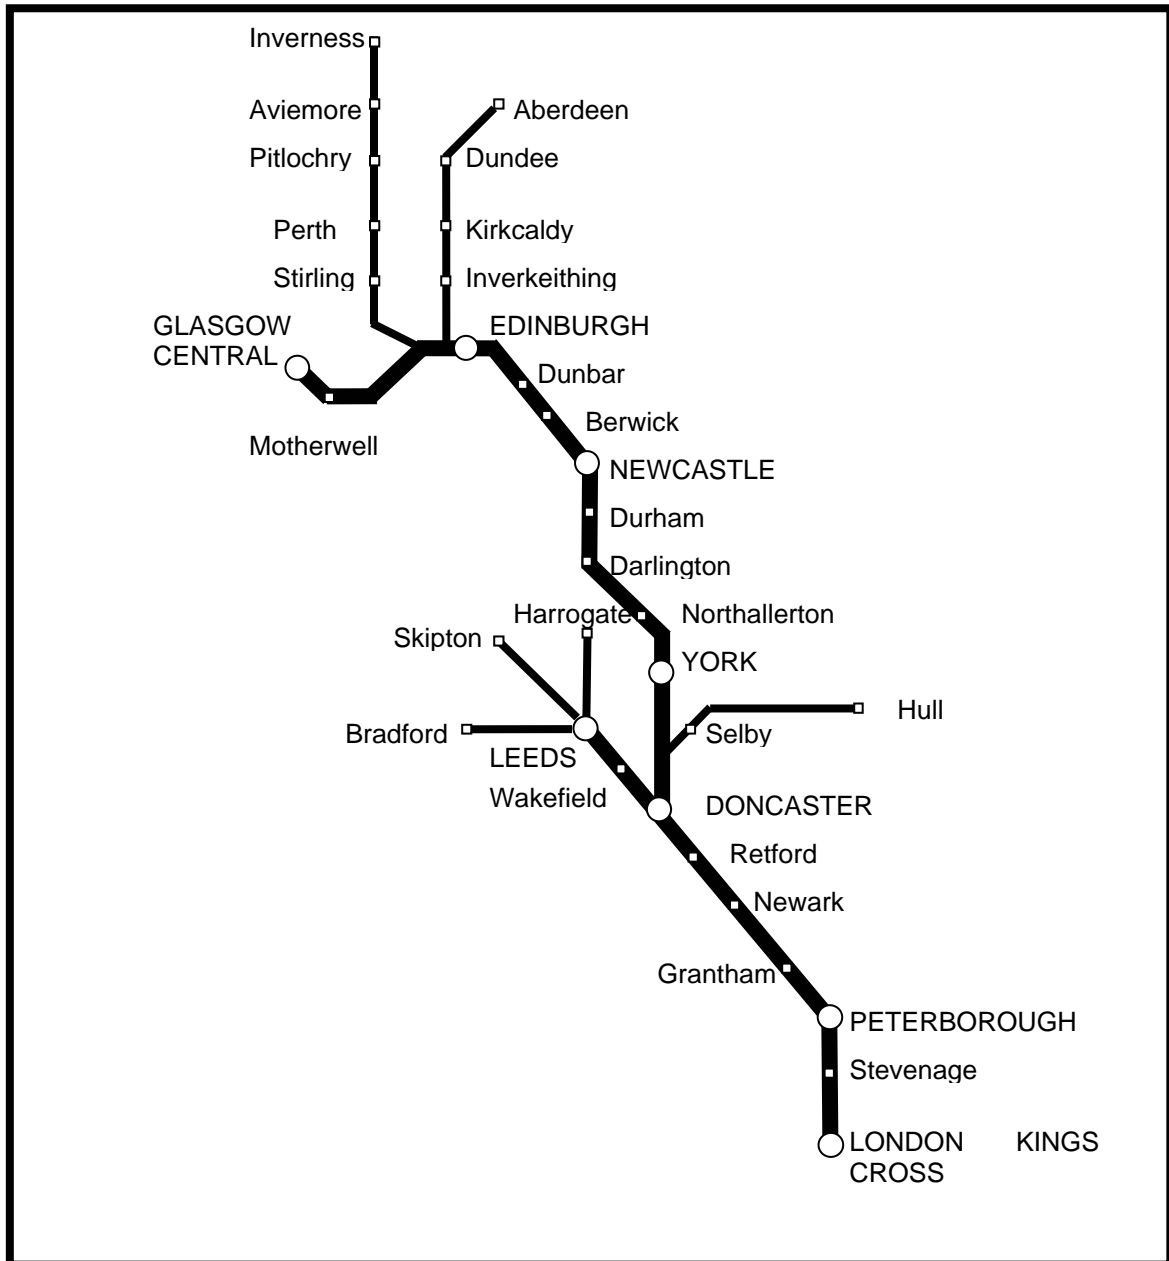 Inverness
Aviemore
Aberdeen
Pitlochry
Dundee
Perth
Kirkcaldy
Stirling
Inverkeithing
GLASGOW
CENTRAL
EDINBURGH
Dunbar
Berwick
Motherwell
NEWCASTLE
Durham
Darlington
Harrogate
Northallerton
Skipton
YORK
Hull
Bradford
Selby
LEEDS
Wakefield
DONCASTER
Retford
Newark
Grantham
PETERBOROUGH
Stevenage
LONDON KINGS
CROSS